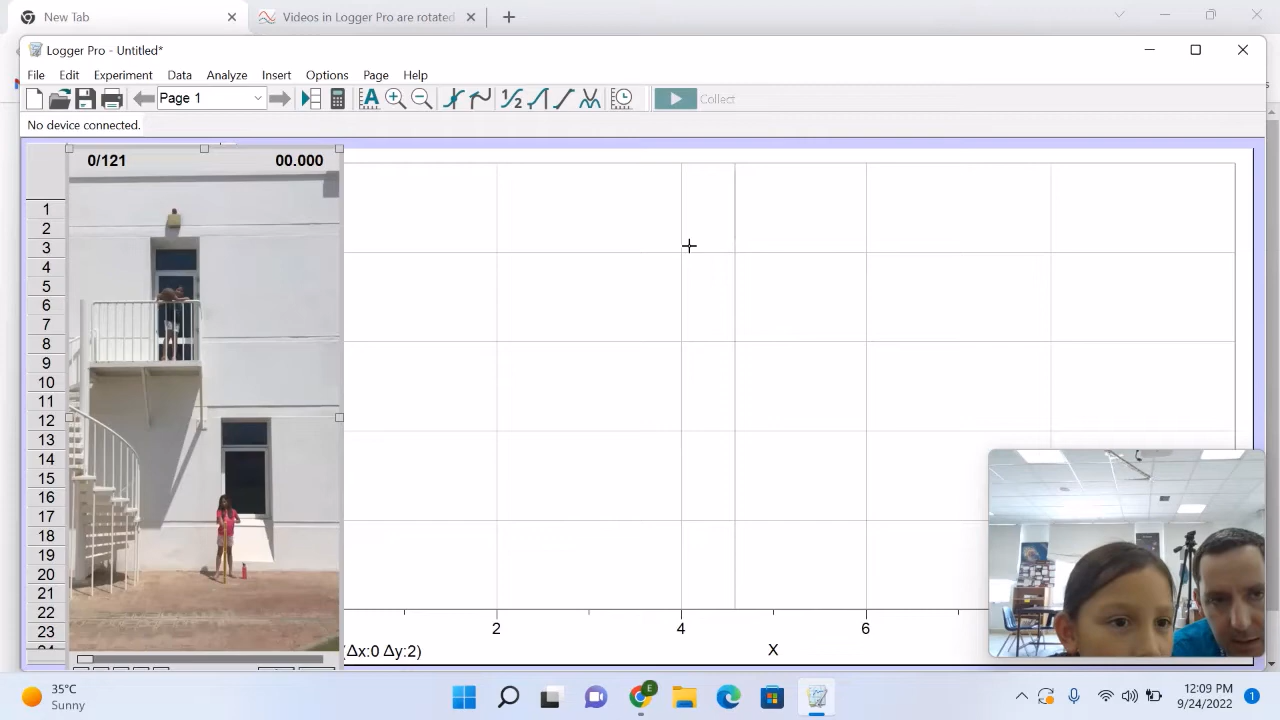 New Tab
Videos in Logger Pro are rotated
Logger Pro - Untitled*
File Edit Experiment Data Analyze Insert Options Page Help
Page 1
Collect
No device connected.
0/121 00.000
1
2
3
4
5
6
7
8
9
10
11
12
13
14
15
16
17
18
19
20
21
22
23
2 4 6
(Δx:0 Δy:2)
X
35°C
Sunny
12:09 PM
9/24/2022
1